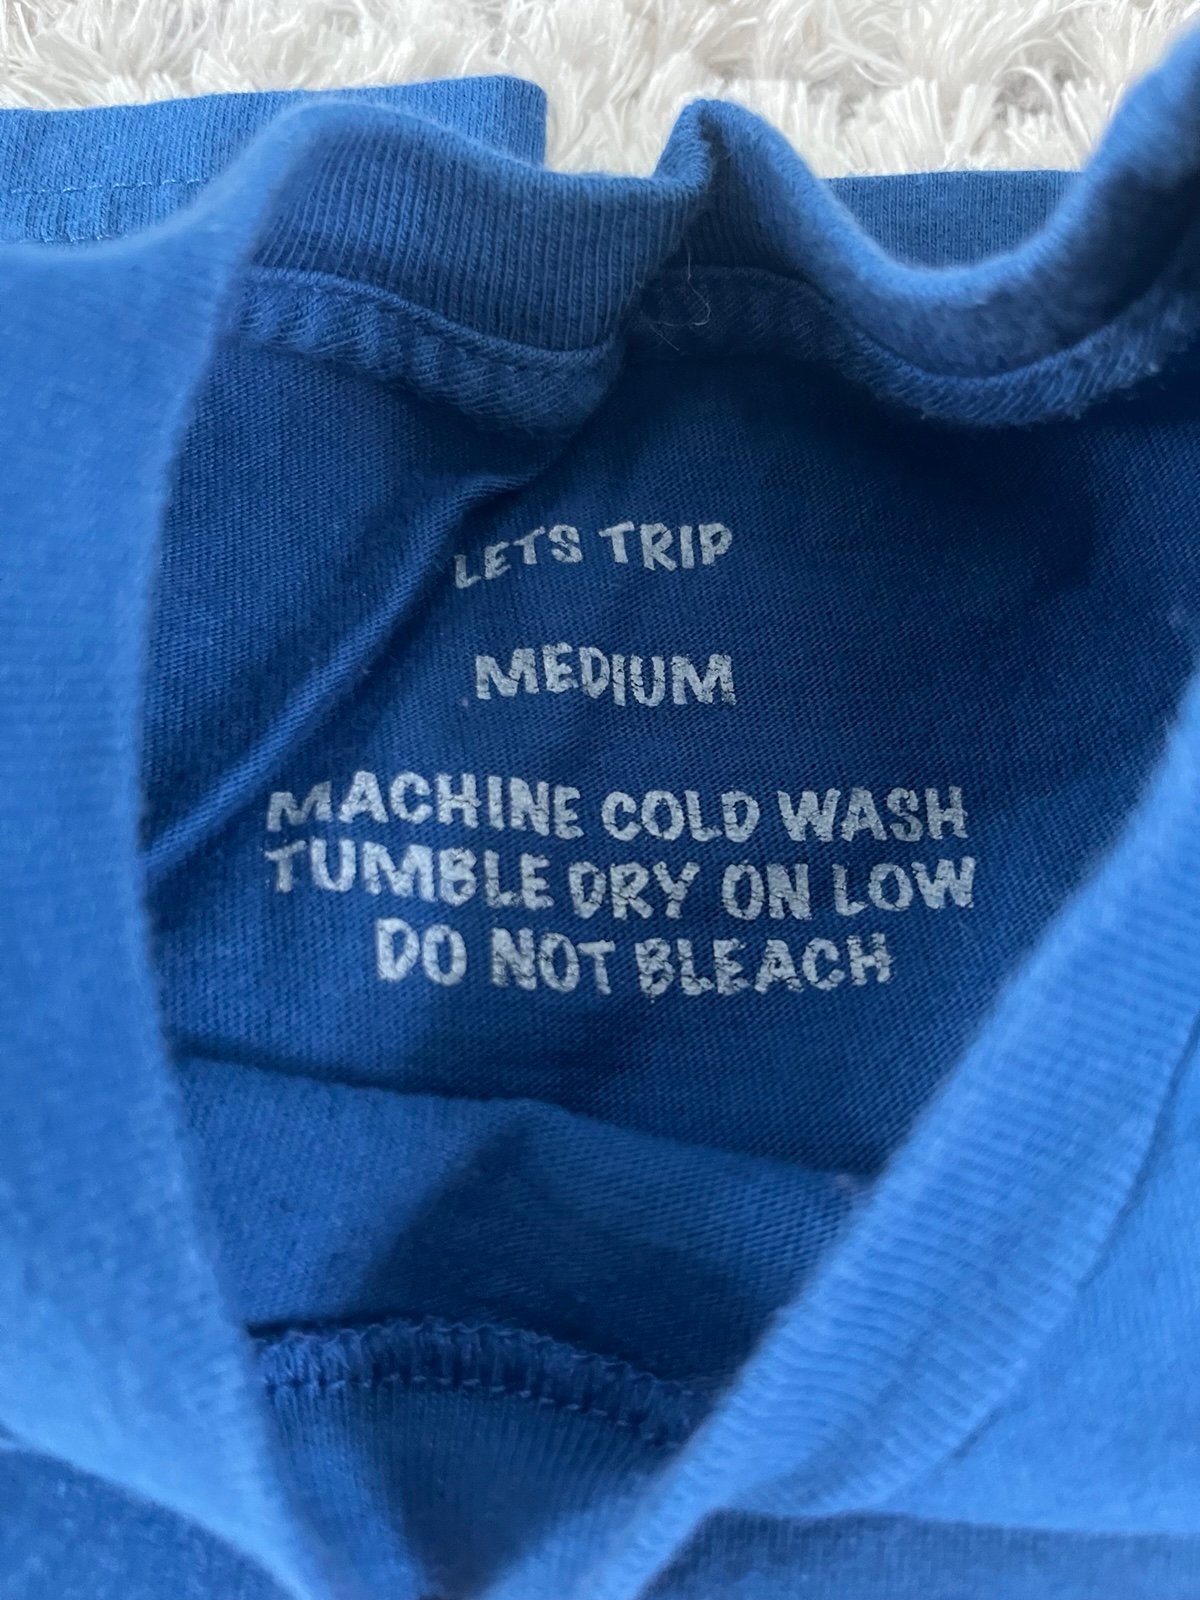 LETS TRIP
MEDIUM
MACHINE COLD WASH
TUMBLE DRY ON LOW
DO NOT BLEACH